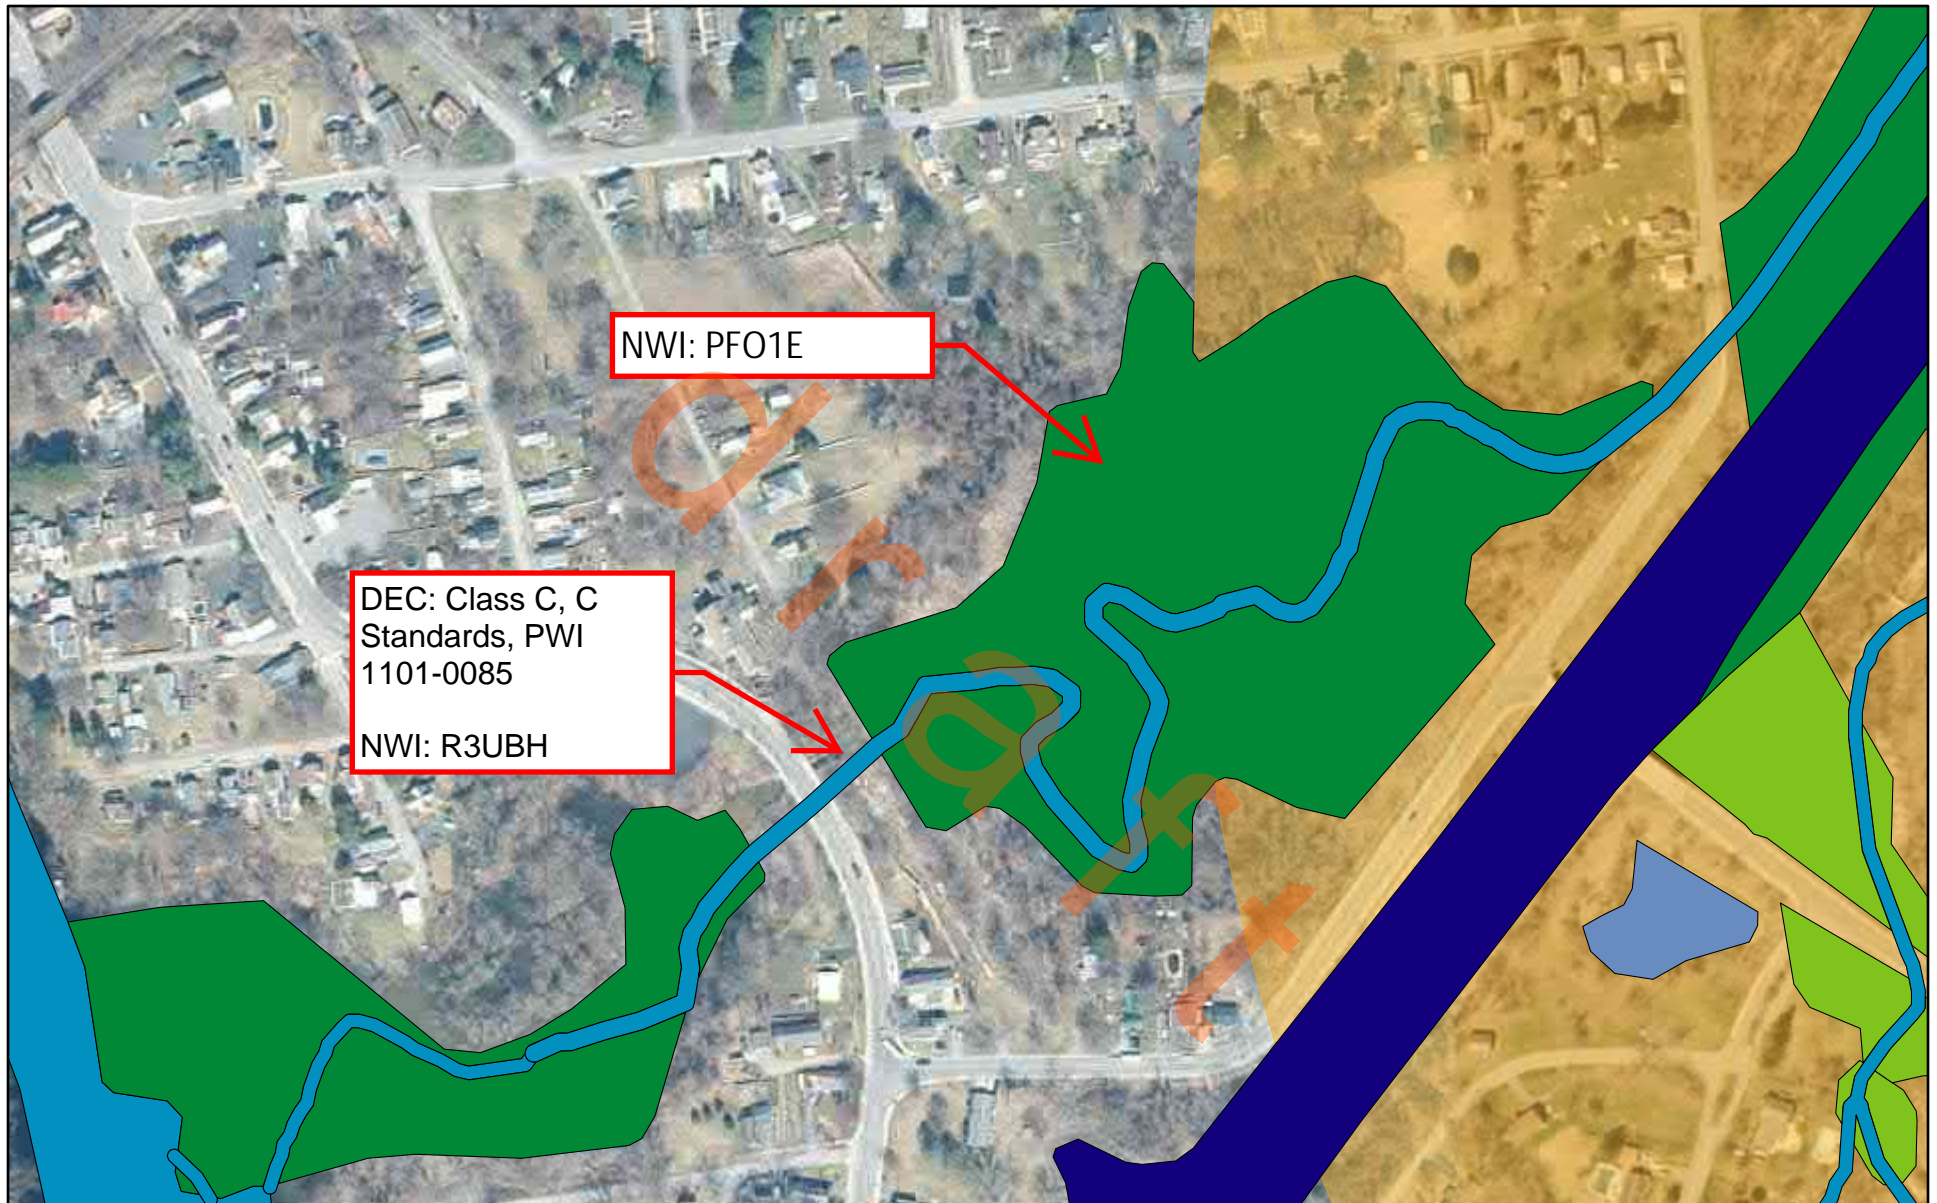 NWI: PFO1E
DEC: Class C, C
Standards, PWI
1101-0085
NWI: R3UBH
draft